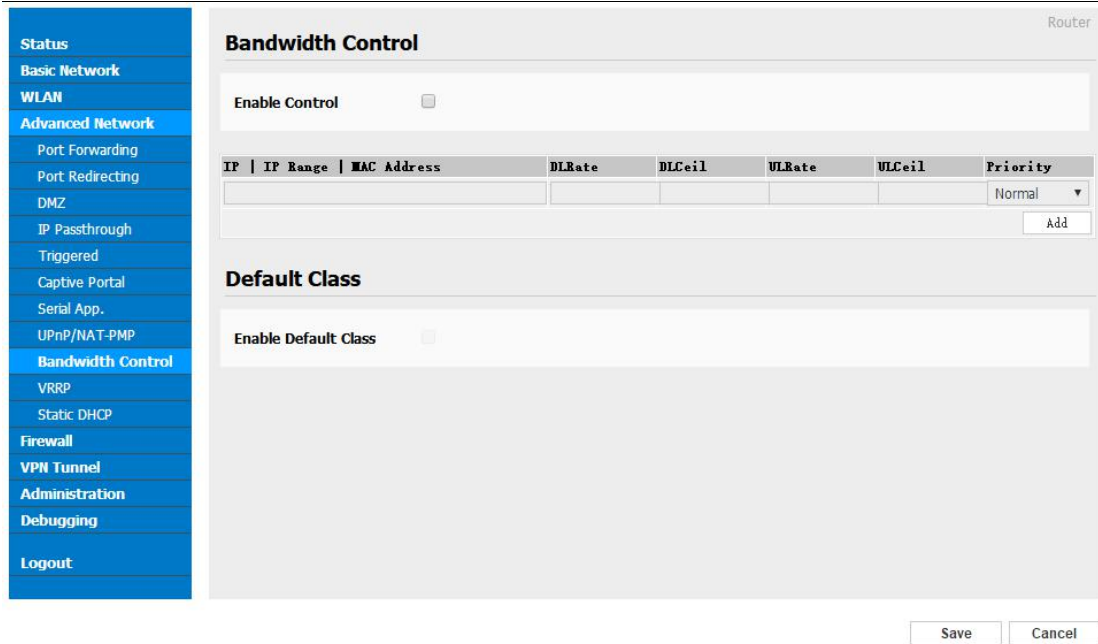 Router
Status
Basic Network
WLAN
Advanced Network
Port Forwarding
Port Redirecting
DMZ
IP Passthrough
Triggered
Captive Portal
Serial App.
UPnP/NAT-PMP
Bandwidth Control
VRRP
Static DHCP
Firewall
VPN Tunnel
Administration
Debugging
Logout
Bandwidth Control
Enable Control
IP | IP Range | MAC Address DLRate DLCeil ULRate ULCeil Priority
Normal
Add
Default Class
Enable Default Class
Save Cancel